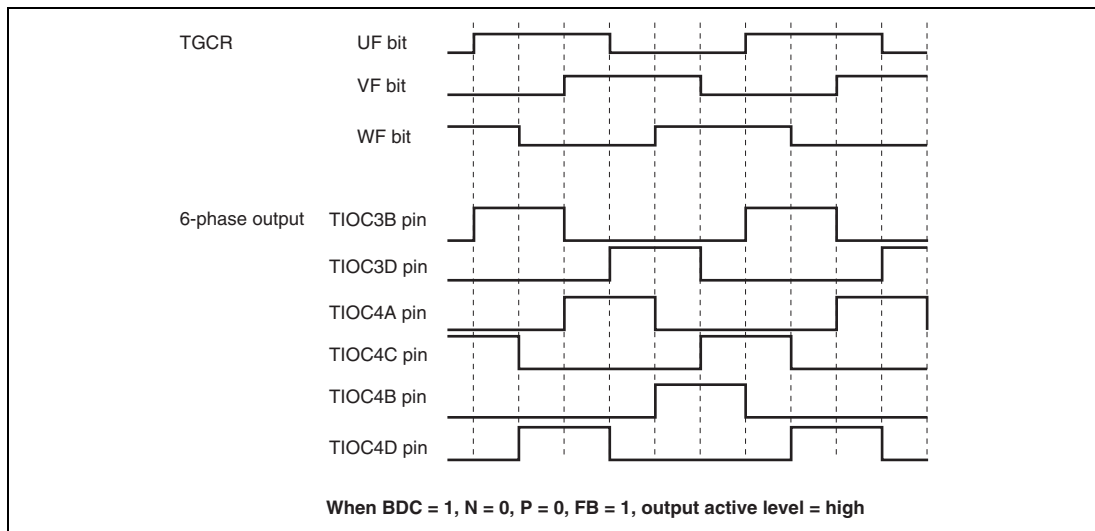 TGCR UF bit
VF bit
WF bit
6-phase output TIOC3B pin
TIOC3D pin
TIOC4A pin
TIOC4C pin
TIOC4B pin
TIOC4D pin
When BDC = 1, N = 0, P = 0, FB = 1, output active level = high